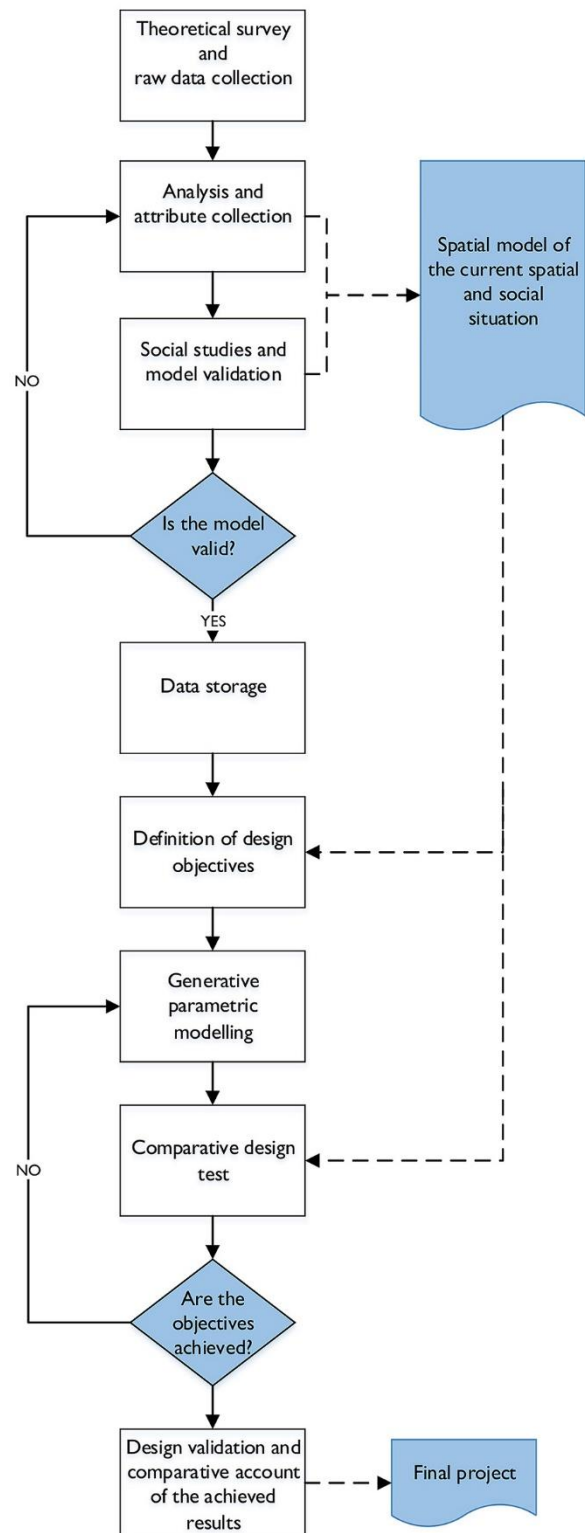 Theoretical survey
and
raw data collection
Analysis and
attribute collection
Spatial model of
the current spatial
and social
situation
Social studies and
model validation
NO
Is the model
valid?
YES
Data storage
Definition of design
objectives
Generative
parametric
modelling
Comparative design
test
NO
Are the
objectives
achieved?
Design validation and
comparative account
of the achieved
results
Final project